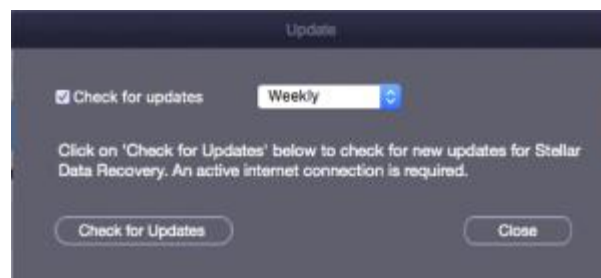 Update
Check for updates Weekly
Click on 'Check for Updates' below to check for new updates for Stellar
Data Recovery. An active internet connection is required.
Check for Updates Close